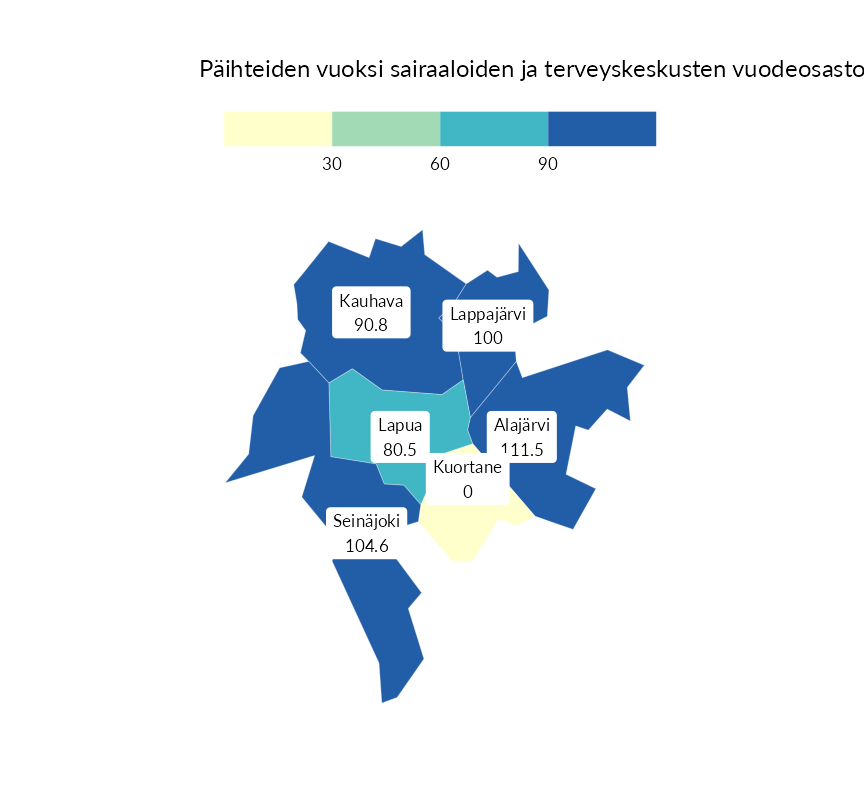 Päihteiden vuoksi sairaaloiden ja terveyskeskusten vuodeosasto
30 60 90
Kauhava
90.8
Lappajärvi
100
Lapua
80.5
Alajärvi
111.5
Kuortane
0
Seinäjoki
104.6